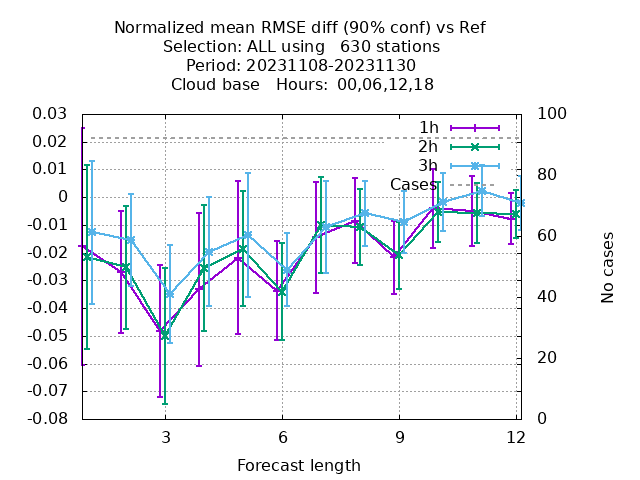 Normalized mean RMSE diff (90% conf) vs Ref
Selection: ALL using   630 stations
Period: 20231108-20231130
Cloud base   Hours:  00,06,12,18
0.03
0.02
0.01
0
-0.01
-0.02
-0.03
-0.04
-0.05
-0.06
-0.07
-0.08
1h
2h
3h
Cases
100
80
60
40
20
0
No cases
3
6
9
12
Forecast length